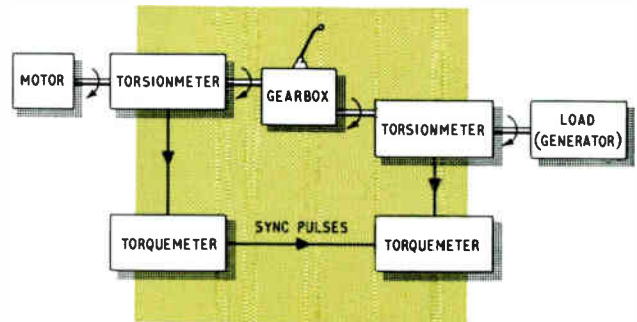 MOTOR
TORSIONMETER
GEARBOX
TORSIONMETER
LOAD
(GENERATOR)
TORQUEMETER
SYNC PULSES
TORQUEMETER